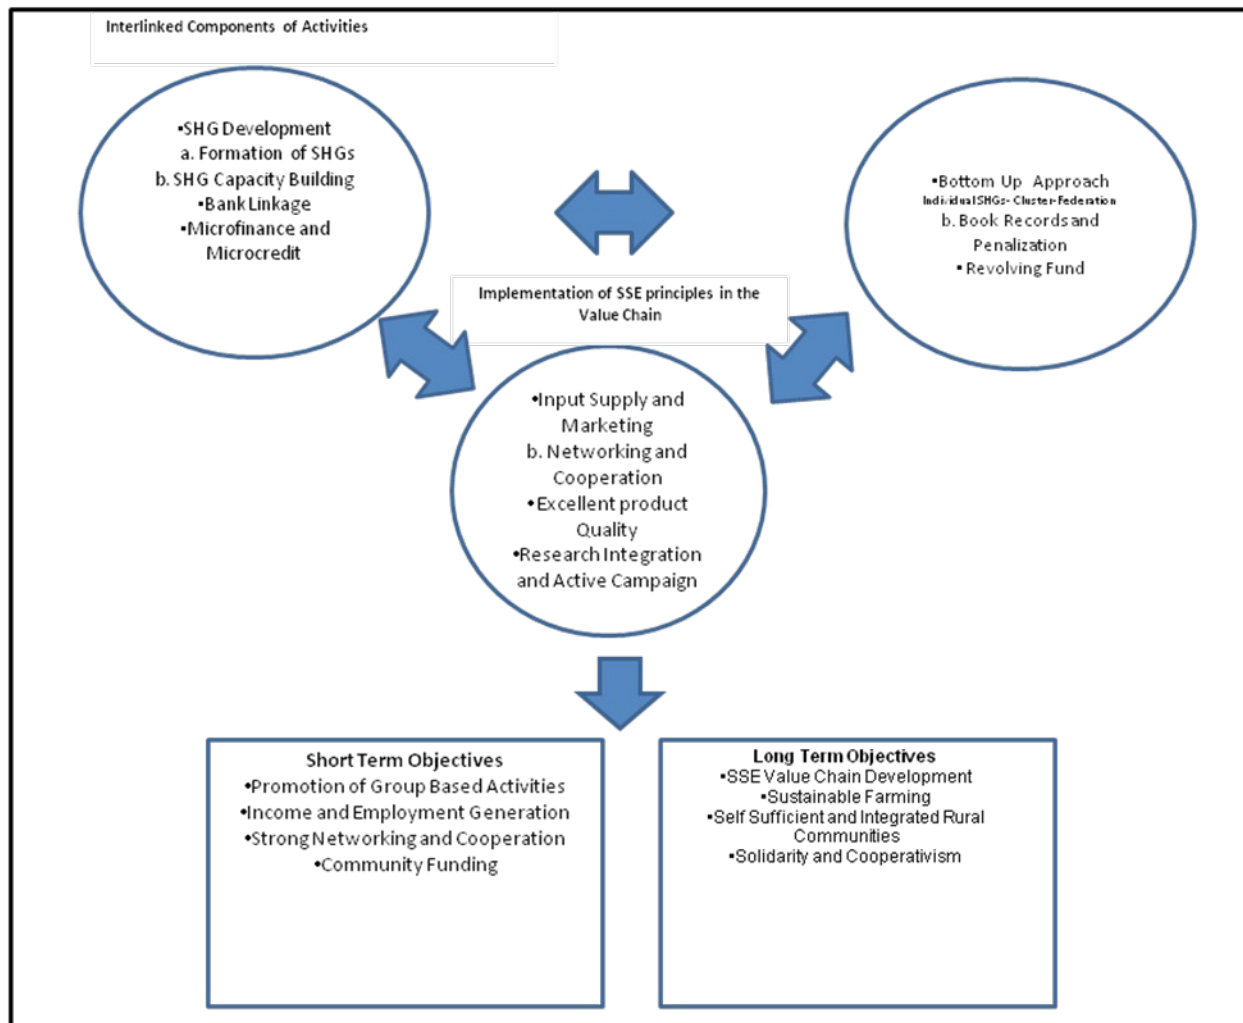 Interlinked Components of Activities
•SHG Development
a. Formation of SHGs
b. SHG Capacity Building
•Bank Linkage
•Microfinance and
Microcredit
•Bottom Up Approach
Individual SHGs- Cluster-Federation
b. Book Records and
Penalization
•Revolving Fund
Implementation of SSE principles in the
Value Chain
•Input Supply and
Marketing
b. Networking and
Cooperation
•Excellent product
Quality
•Research Integration
and Active Campaign
Short Term Objectives
•Promotion of Group Based Activities
•Income and Employment Generation
•Strong Networking and Cooperation
•Community Funding
Long Term Objectives
•SSE Value Chain Development
•Sustainable Farming
•Self Sufficient and Integrated Rural
Communities
•Solidarity and Cooperativism